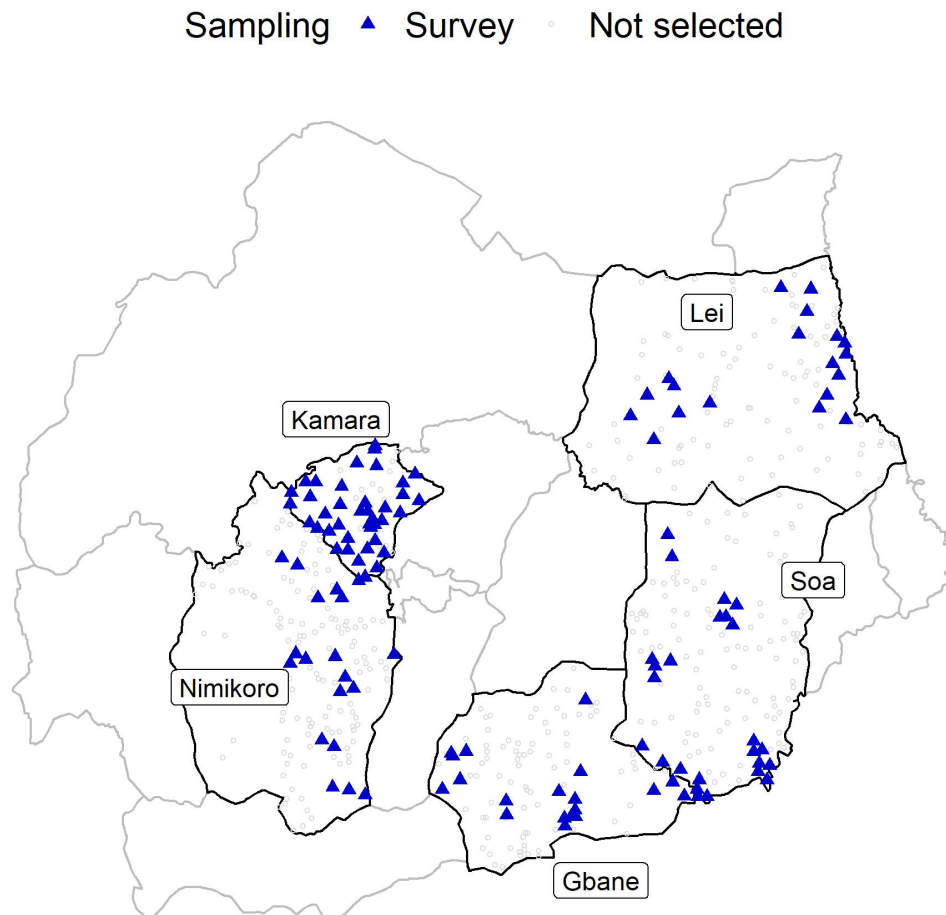 Sampling Survey Not selected
Lei
Kamara
Soa
Nimikoro
Gbane